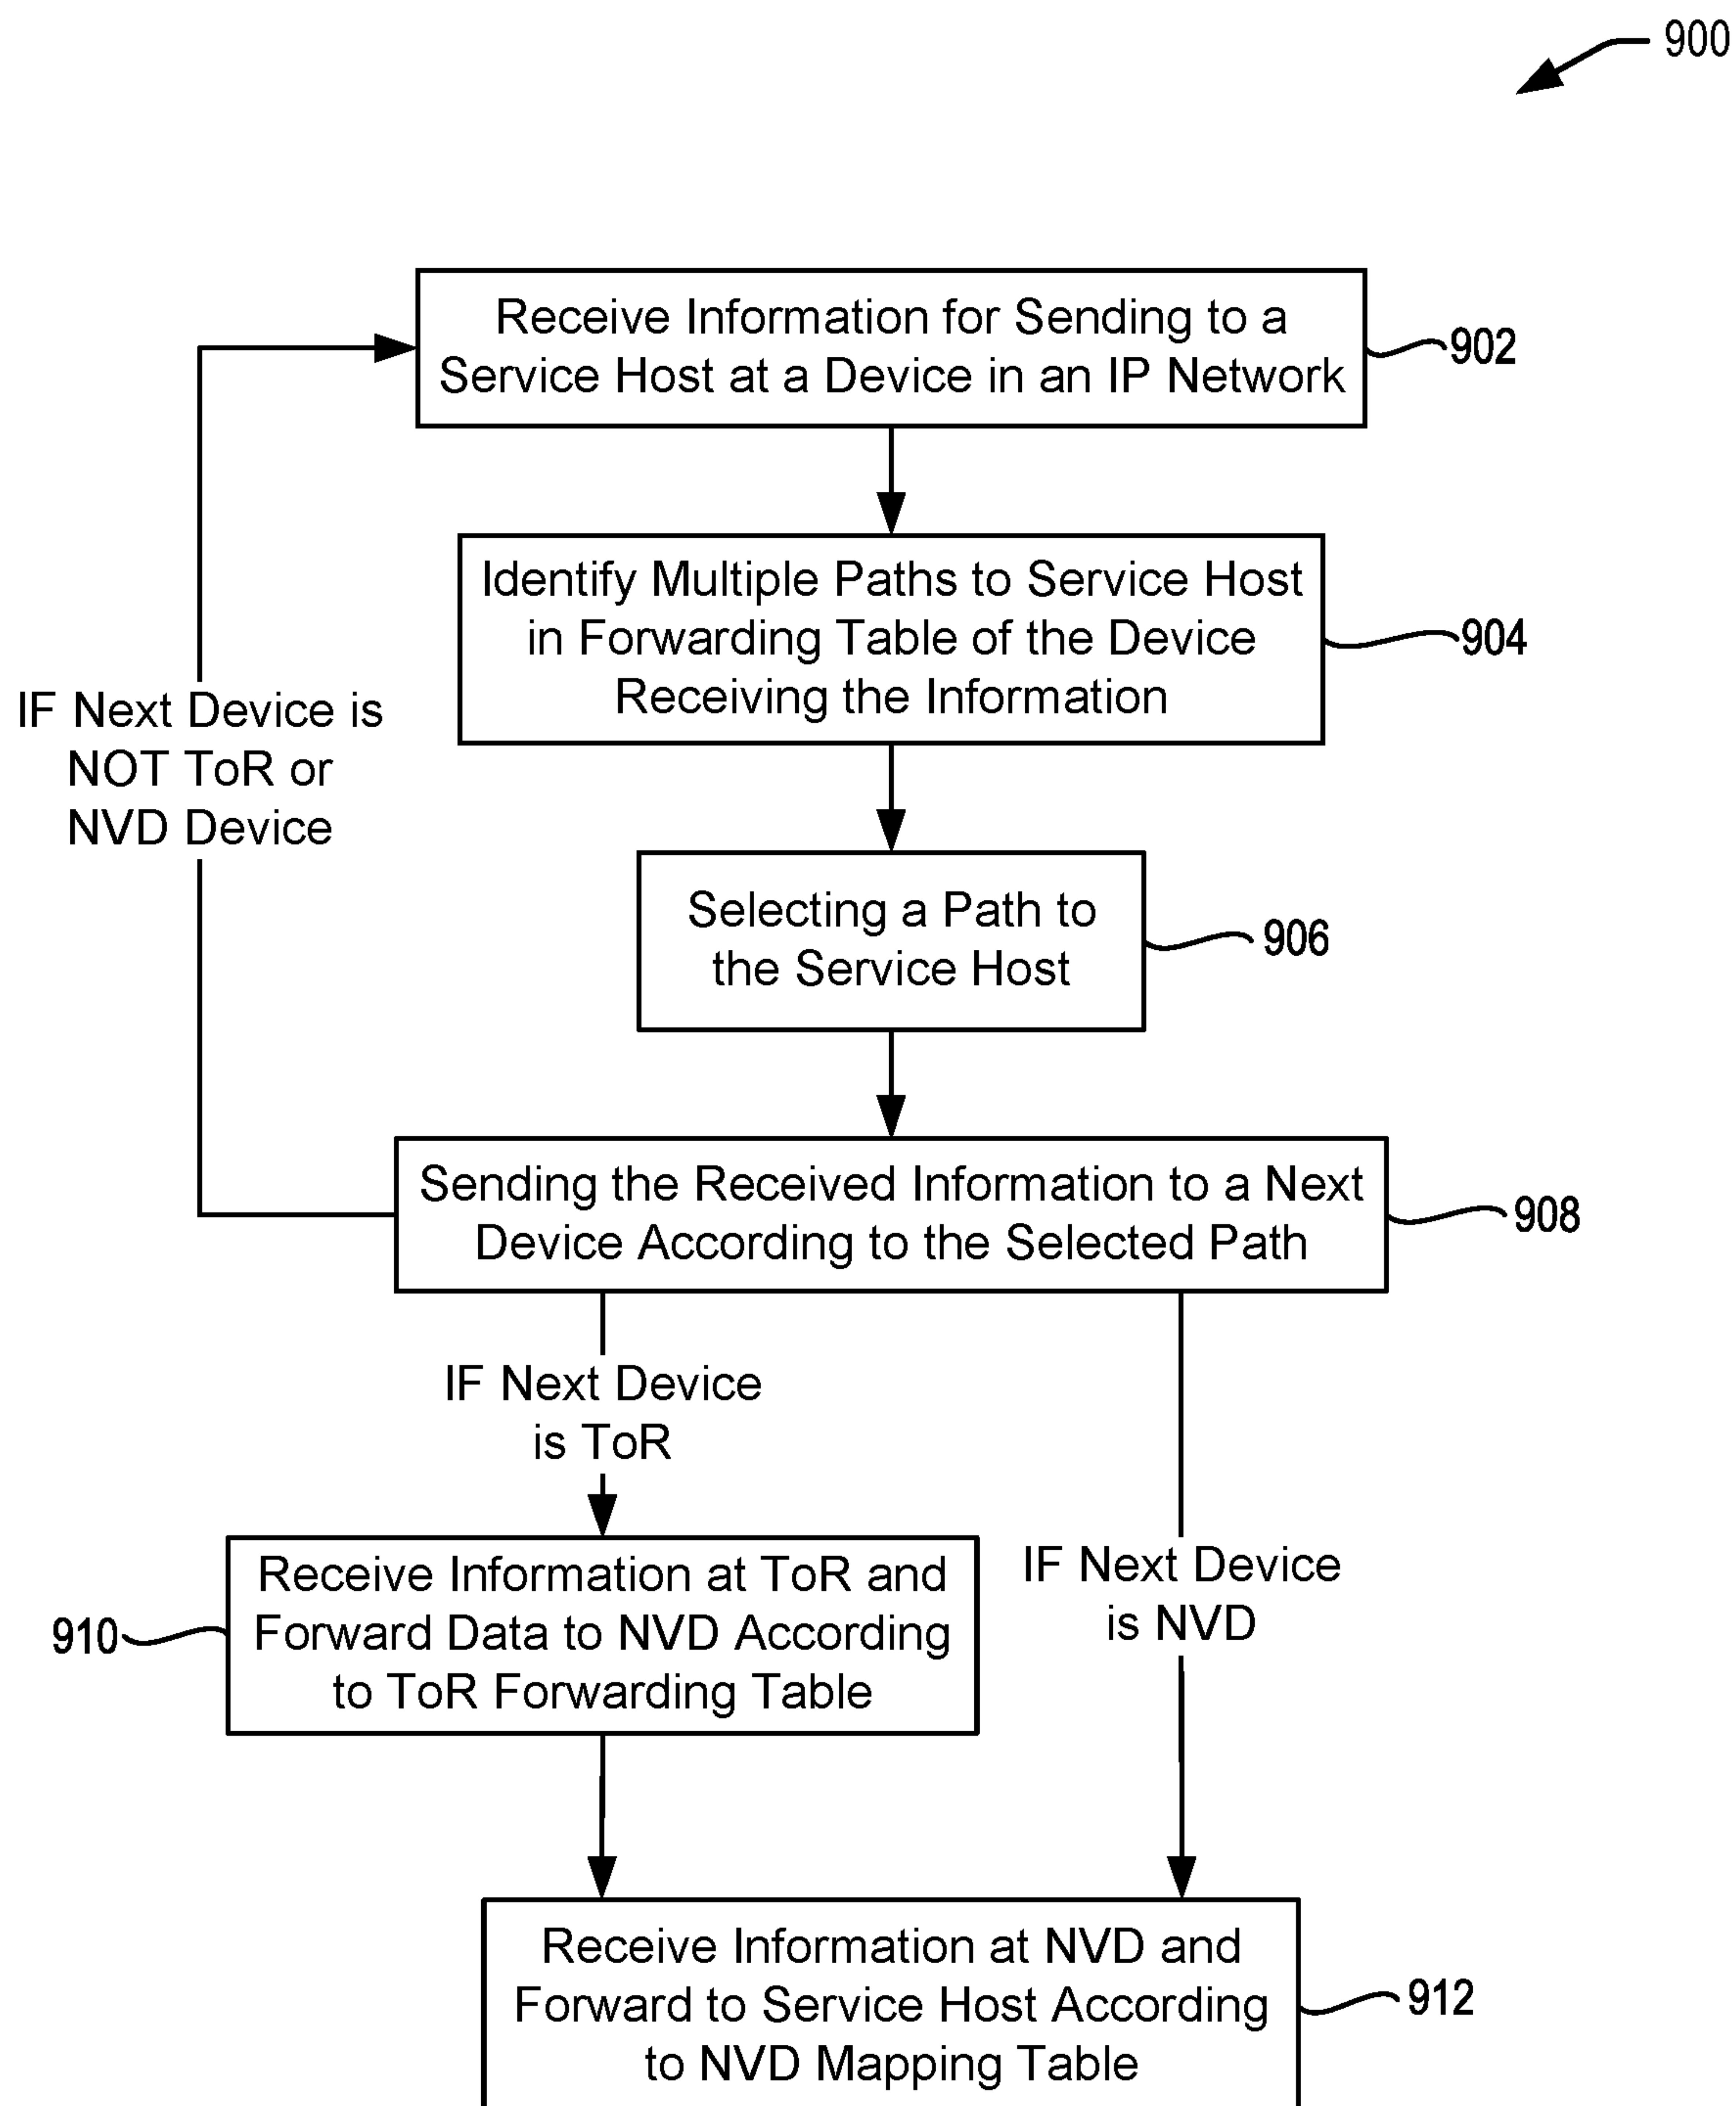 900
Receive Information for Sending to a
Service Host at a Device in an IP Network
902
Identify Multiple Paths to Service Host
in Forwarding Table of the Device
Receiving the Information
904
IF Next Device is
NOT ToR or
NVD Device
Selecting a Path to
the Service Host
906
Sending the Received Information to a Next
Device According to the Selected Path
908
IF Next Device
is ToR
IF Next Device
is NVD
Receive Information at ToR and
Forward Data to NVD According
to ToR Forwarding Table
910
Receive Information at NVD and
Forward to Service Host According
to NVD Mapping Table
912